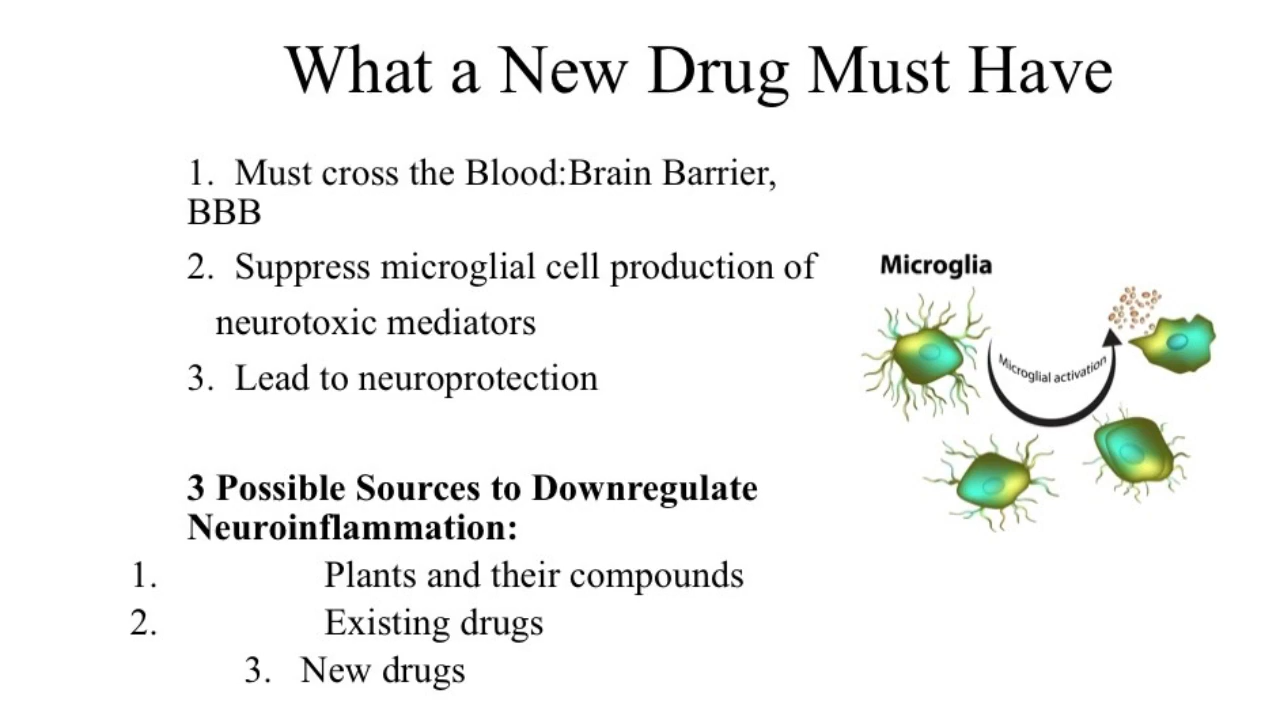 What a New Drug Must Have
1. Must cross the Blood:Brain Barrier,
BBB
2. Suppress microglial cell production of
neurotoxic mediators
3. Lead to neuroprotection
Microglia
Microglial activation
3 Possible Sources to Downregulate
Neuroinflammation:
1. Plants and their compounds
2. Existing drugs
3. New drugs